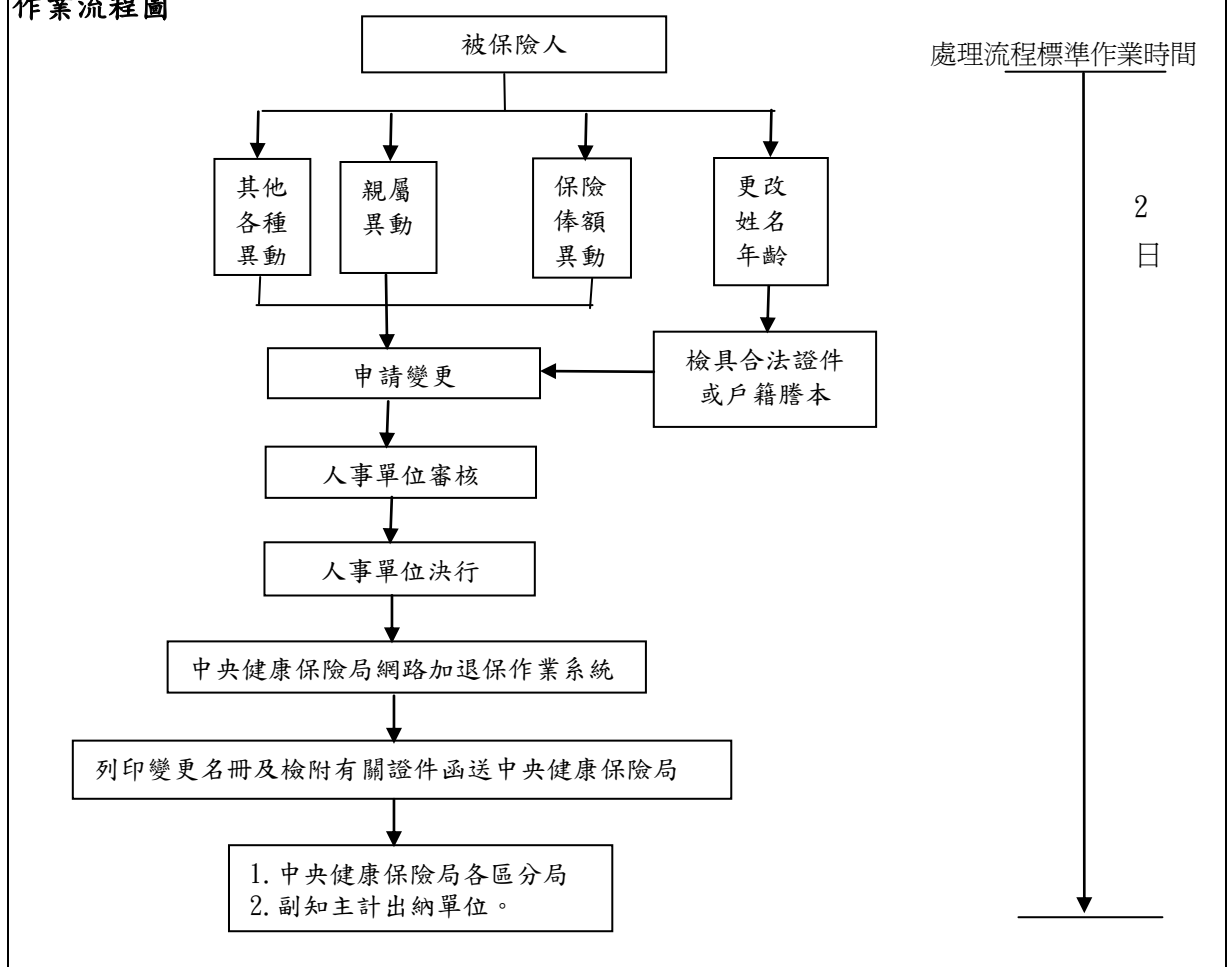 作業流程圖
被保險人
處理流程標準作業時間
其他
各種
異動
親屬
異動
保險
俸額
異動
更改
姓名
年齡
2
日
申請變更
檢具合法證件
或戶籍謄本
人事單位審核
人事單位決行
中央健康保險局網路加退保作業系統
列印變更名冊及檢附有關證件函送中央健康保險局
1.中央健康保險局各區分局
2.副知主計出納單位。